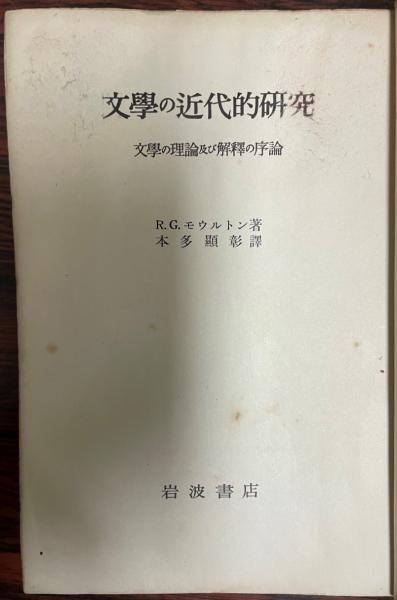 文學の近代的研究
文學の理論及び解釋の序論
R.G.モウルトン著
本多顯彰譯
岩波書店